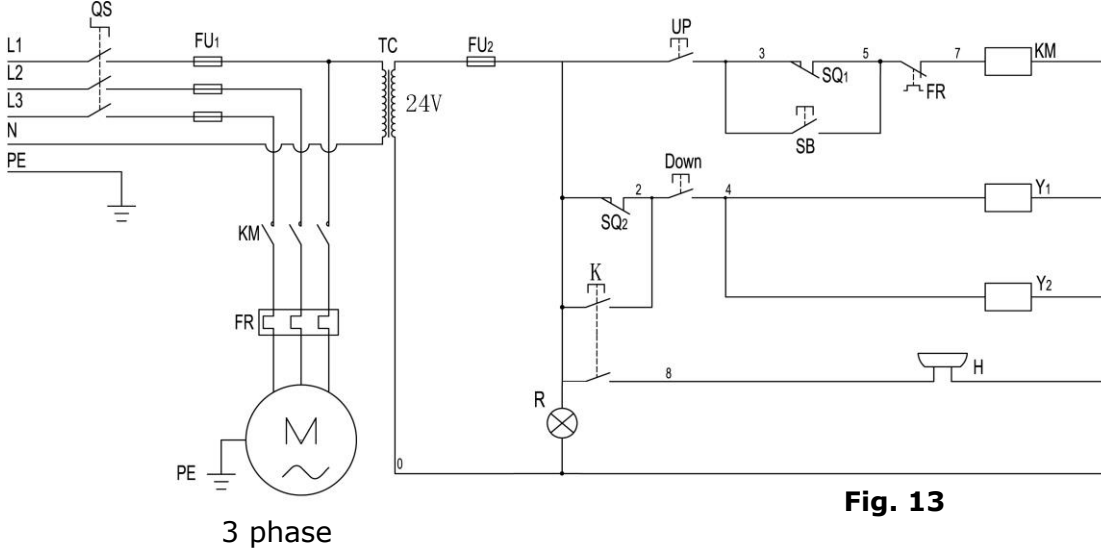 QS
UP
L1
FU1
TC
FU2
3
5
7
KM
L2
SQ1
FR
L3
24V
N
SB
PE
Down
2
4
Y1
SQ2
KM
K
Y2
FR
8
H
R
M
0
PE
Fig. 13
3 phase